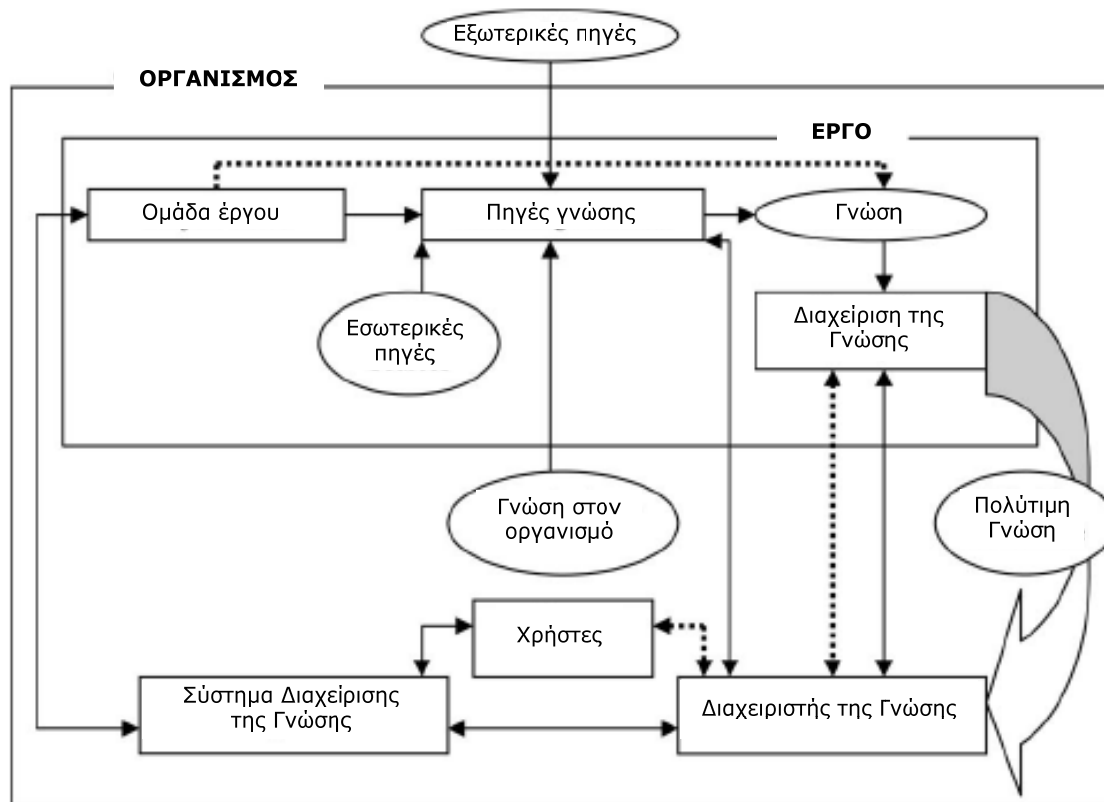 Εξωτερικές πηγές
ΟΡΓΑΝΙΣΜΟΣ
ΕΡΓΟ
Ομάδα έργου
Πηγές γνώσης
Γνώση
Εσωτερικές
πηγές
Διαχείριση της
Γνώσης
Γνώση στον
οργανισμό
Πολύτιμη
Γνώση
Χρήστες
Σύστημα Διαχείρισης
της Γνώσης
Διαχειριστής της Γνώσης